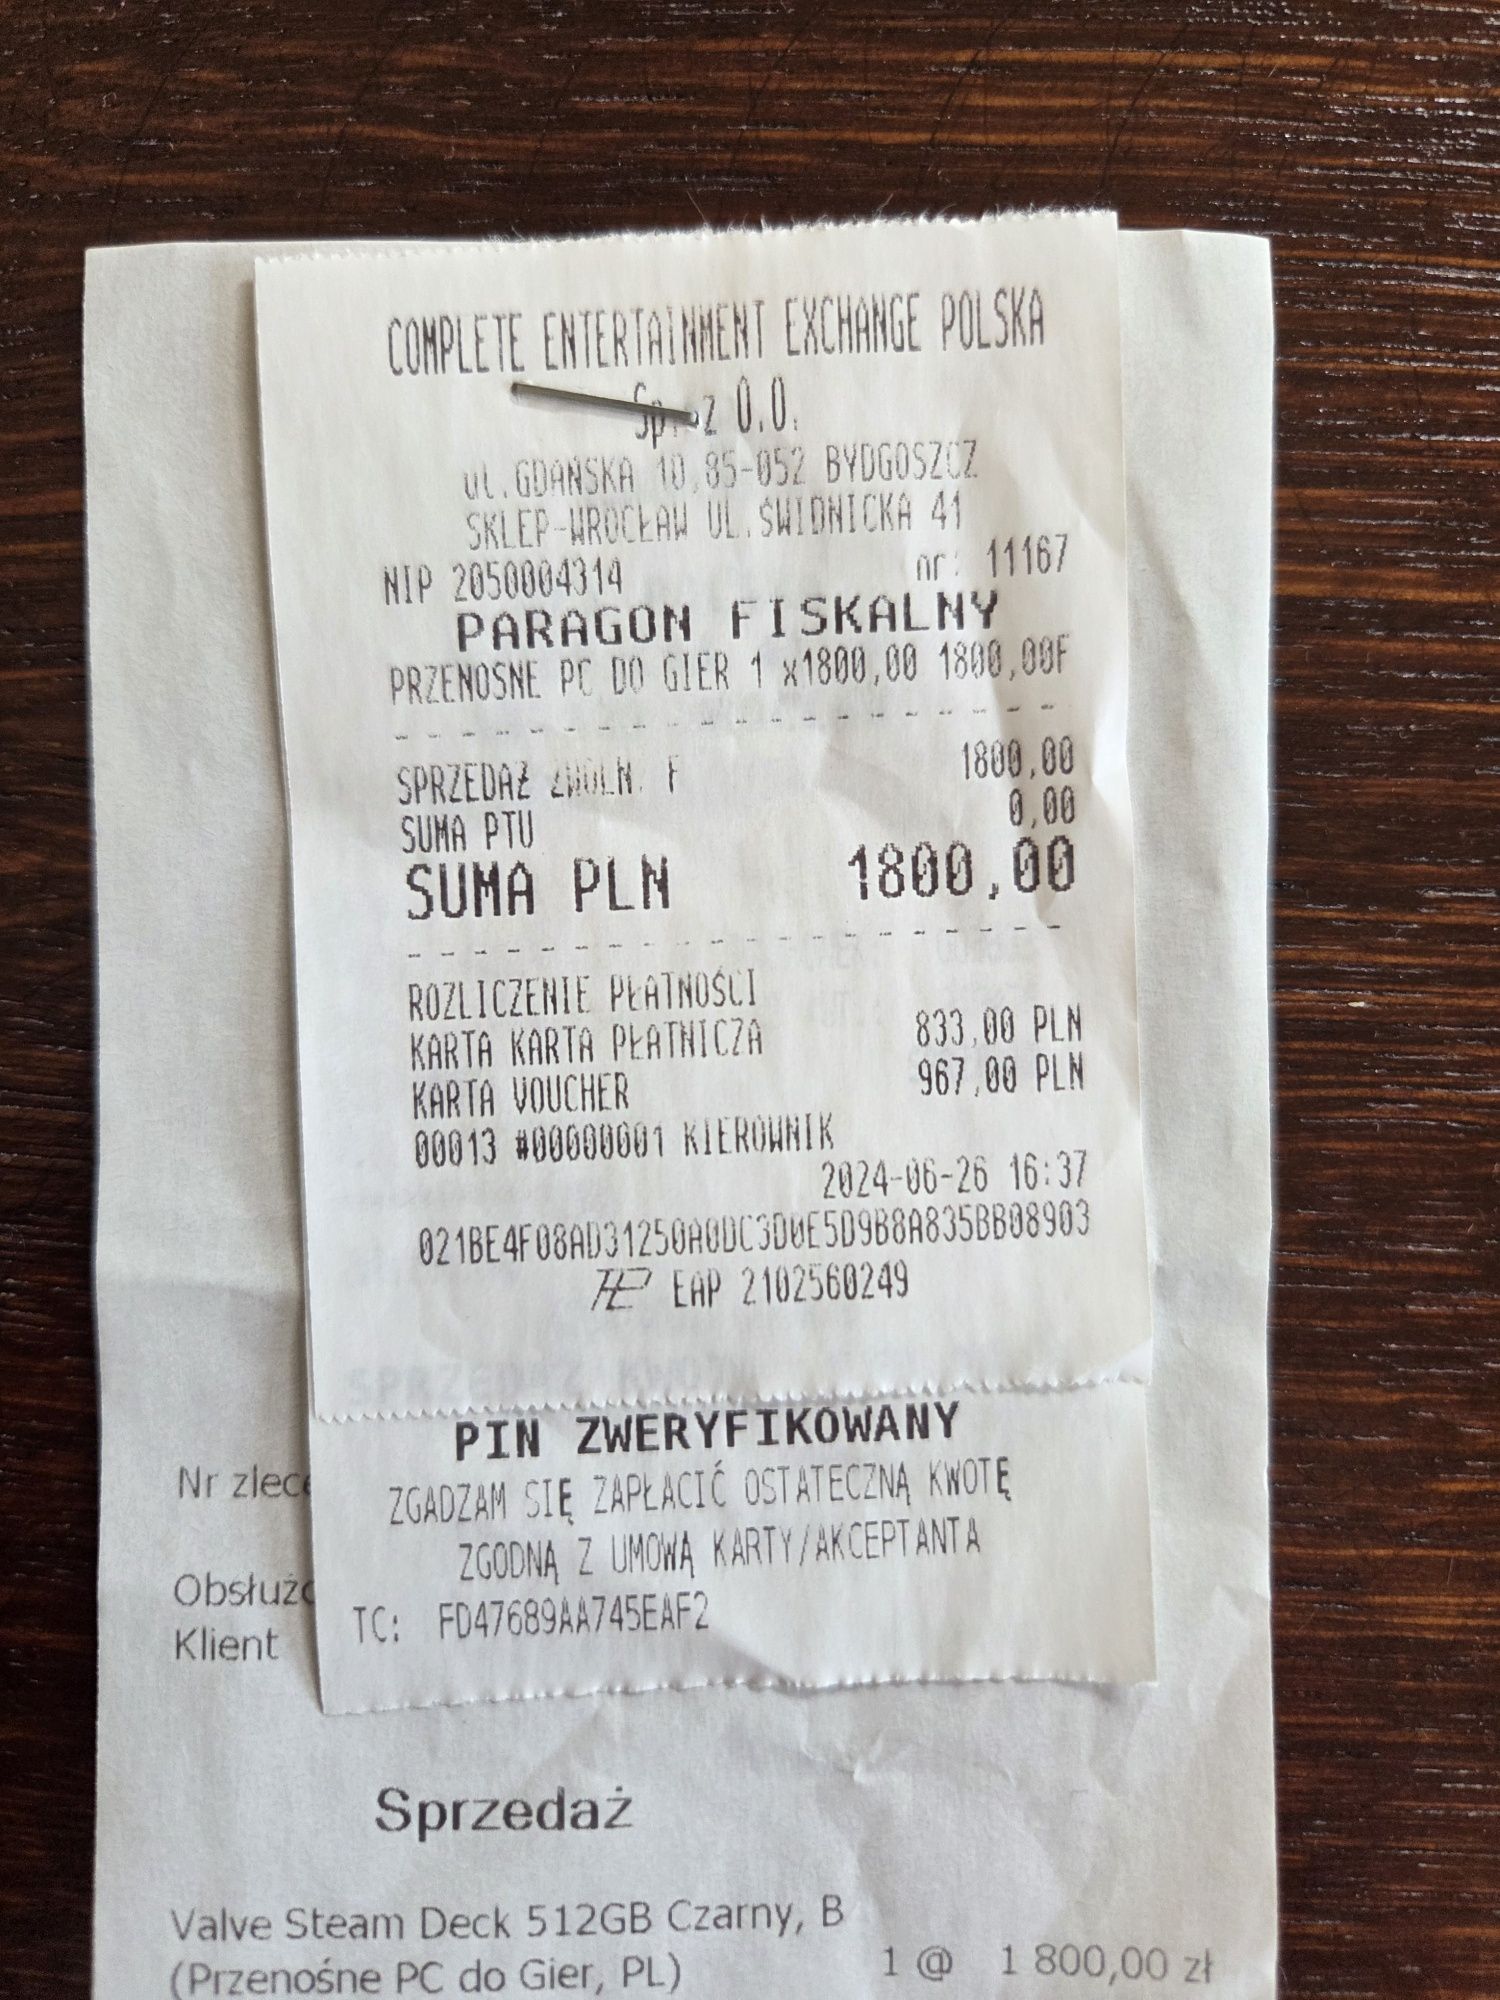 COMPLETE ENTERTAINMENT EXCHANGE POLSKA
Sp. z O.O.
ul.GDAŃSKA 10,85-052 BYDGOSZCZ
SKLEP-WROCŁAW UL.ŚWIDNICKA 41
NIP 2050004314 nr: 11167
PARAGON FISKALNY
PRZENOSNE PC DO GIER 1 x1800,00 1800,00F
SPRZEDAŻ ZWOLN. F 1800,00
SUMA PTU 0,00
SUMA PLN 1800,00
ROZLICZENIE PŁATNOŚCI
KARTA KARTA PŁATNICZA 833,00 PLN
KARTA VOUCHER 967,00 PLN
00013 #00000001 KIEROWNIK
2024-06-26 16:37
021BE4F08AD31250A0DC3D0E5D9B8A835BB08903
EAP 2102560249
PIN ZWERYFIKOWANY
ZGADZAM SIĘ ZAPŁACIĆ OSTATECZNĄ KWOTĘ
ZGODNĄ Z UMOWĄ KARTY/AKCEPTANTA
TC: FD47689AA745EAF2
Nr zlece
Obsłużo
Klient
Sprzedaż
Valve Steam Deck 512GB Czarny, B
(Przenośne PC do Gier, PL) 1 @ 1 800,00 zł